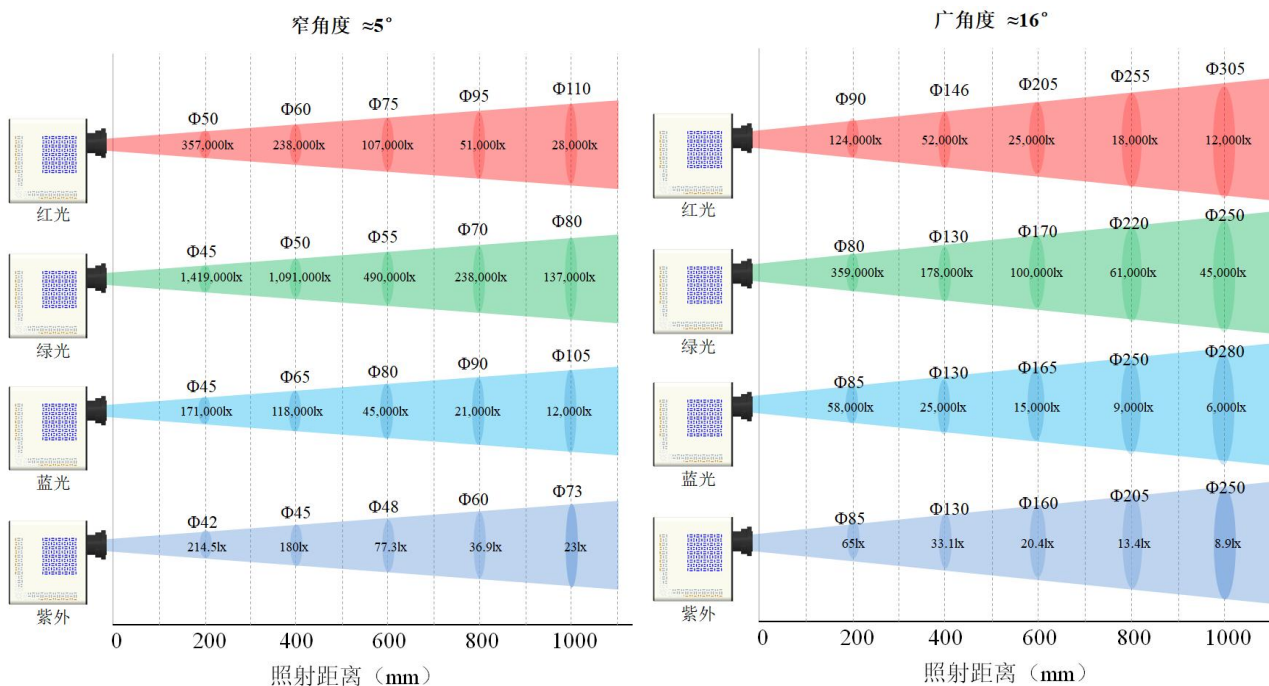 窄角度 ≈5°
Φ50 Φ60 Φ75 Φ95 Φ110
357,000lx 238,000lx 107,000lx 51,000lx 28,000lx
红光
Φ45 Φ50 Φ55 Φ70 Φ80
1,419,000lx 1,091,000lx 490,000lx 238,000lx 137,000lx
绿光
Φ45 Φ65 Φ80 Φ90 Φ105
171,000lx 118,000lx 45,000lx 21,000lx 12,000lx
蓝光
Φ42 Φ45 Φ48 Φ60 Φ73
214.5lx 180lx 77.3lx 36.9lx 23lx
紫外
0 200 400 600 800 1000
照射距离（mm）
广角度 ≈16°
Φ90 Φ146 Φ205 Φ255 Φ305
124,000lx 52,000lx 25,000lx 18,000lx 12,000lx
红光
Φ80 Φ130 Φ170 Φ220 Φ250
359,000lx 178,000lx 100,000lx 61,000lx 45,000lx
绿光
Φ85 Φ130 Φ165 Φ250 Φ280
58,000lx 25,000lx 15,000lx 9,000lx 6,000lx
蓝光
Φ85 Φ130 Φ160 Φ205 Φ250
65lx 33.1lx 20.4lx 13.4lx 8.9lx
紫外
0 200 400 600 800 1000
照射距离（mm）